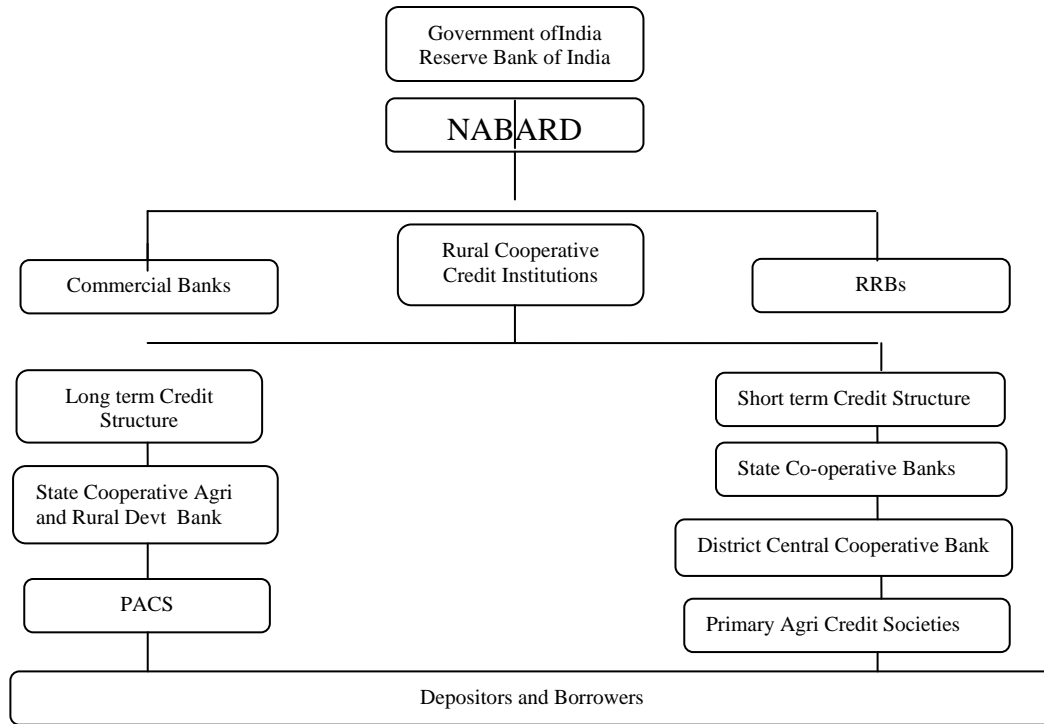 Government ofIndia
Reserve Bank of India
NABARD
Commercial Banks
Rural Cooperative
Credit Institutions
RRBs
Long term Credit
Structure
Short term Credit Structure
State Cooperative Agri
and Rural Devt Bank
State Co-operative Banks
District Central Cooperative Bank
PACS
Primary Agri Credit Societies
Depositors and Borrowers